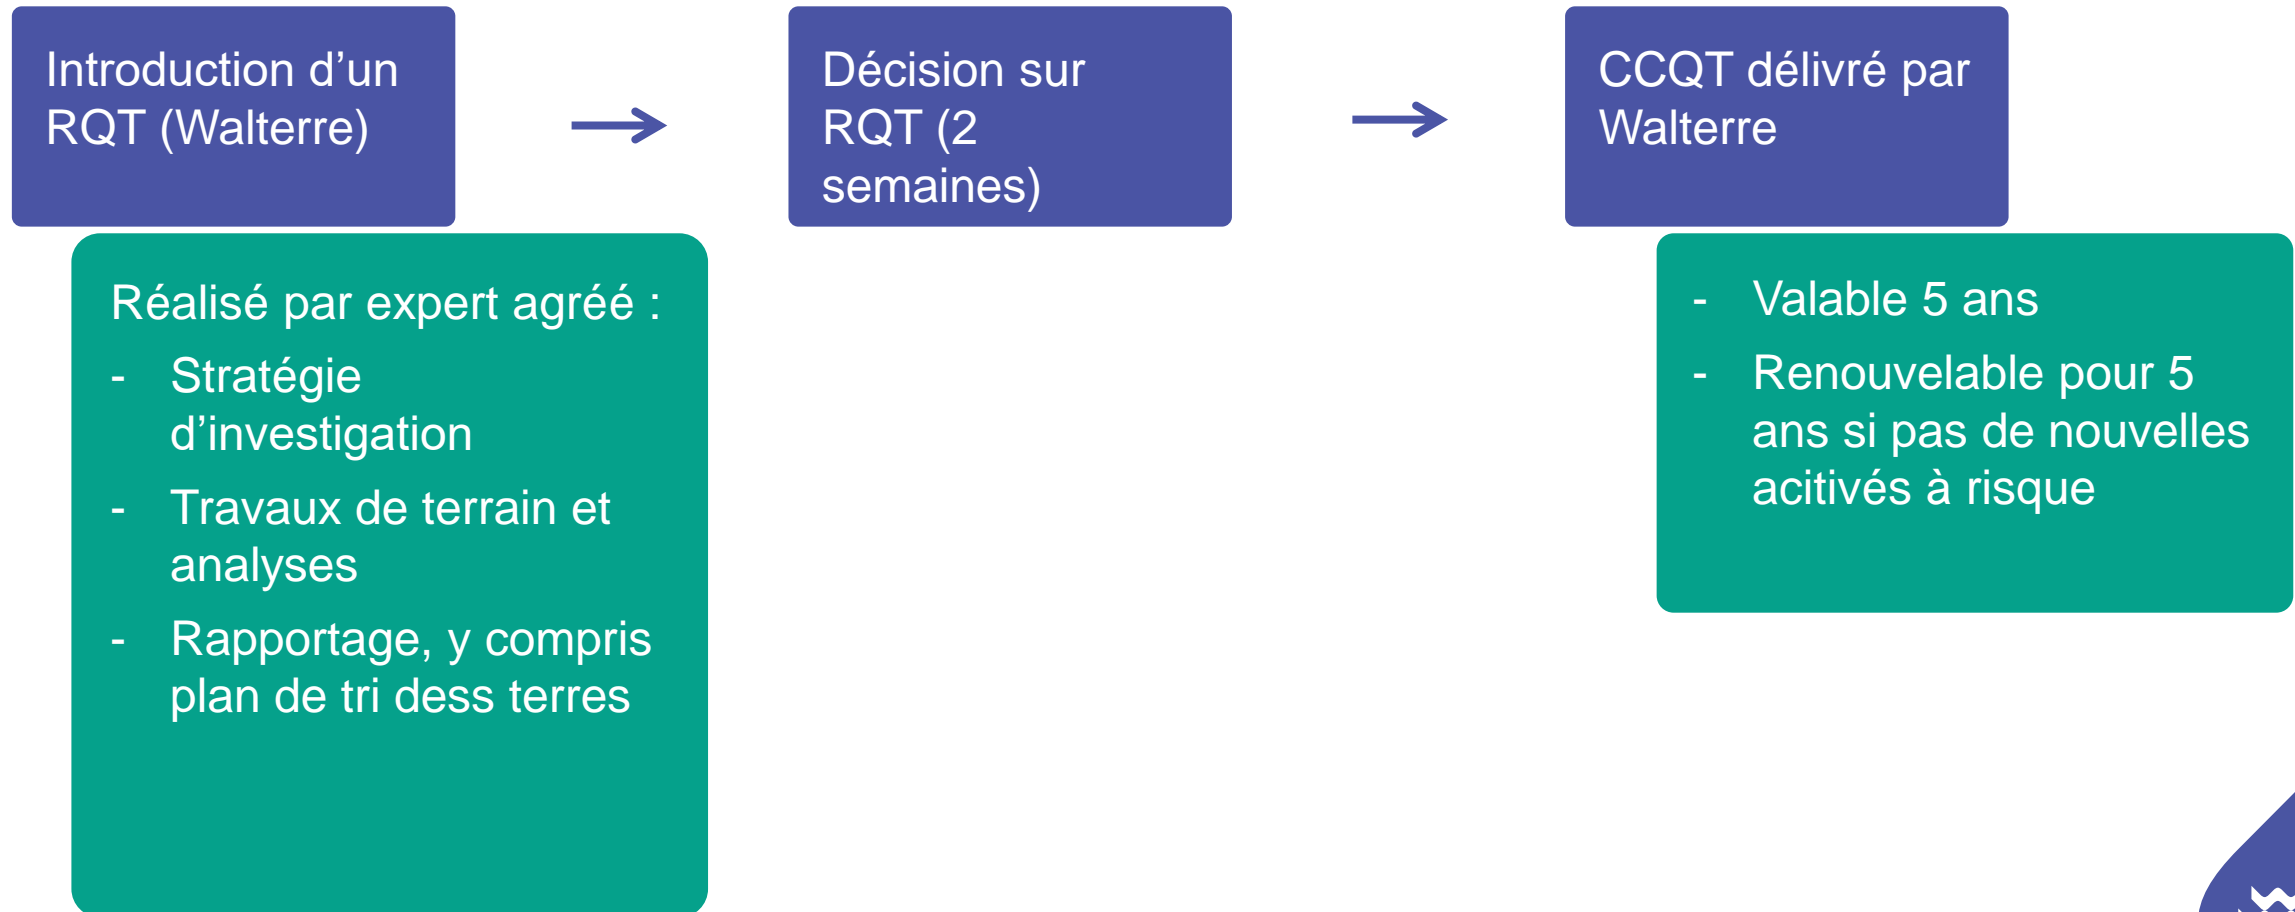 Introduction d’un
RQT (Walterre)
Réalisé par expert agréé :
- Stratégie
d’investigation
- Travaux de terrain et
analyses
- Rapportage, y compris
plan de tri dess terres
Décision sur
RQT (2
semaines)
CCQT délivré par
Walterre
- Valable 5 ans
- Renouvelable pour 5
ans si pas de nouvelles
acitivés à risque